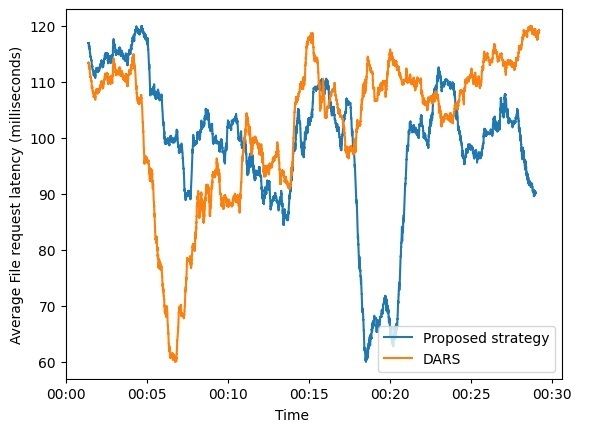 Average File request latency (milliseconds)
120
110
100
90
80
70
60
00:00 00:05 00:10 00:15 00:20 00:25 00:30
Time
Proposed strategy
DARS